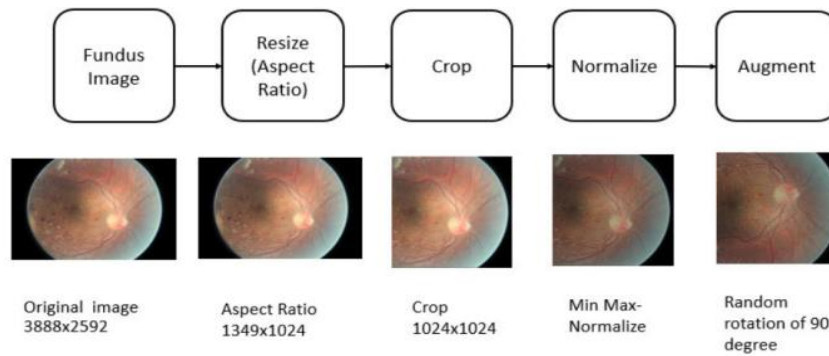 Fundus
Image
Resize
(Aspect
Ratio)
Crop
Normalize
Augment
Original image
3888x2592
Aspect Ratio
1349x1024
Crop
1024x1024
Min Max-
Normalize
Random
rotation of 90
degree